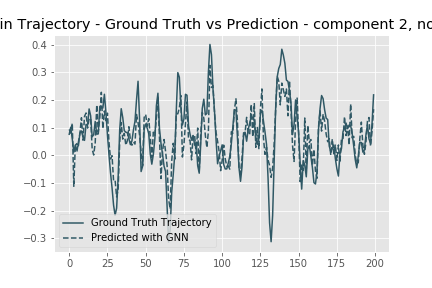 in Trajectory - Ground Truth vs Prediction - component 2, no
0.4
0.3
0.2
0.1
0.0
−0.1
−0.2
−0.3
Ground Truth Trajectory
Predicted with GNN
0 25 50 75 100 125 150 175 200